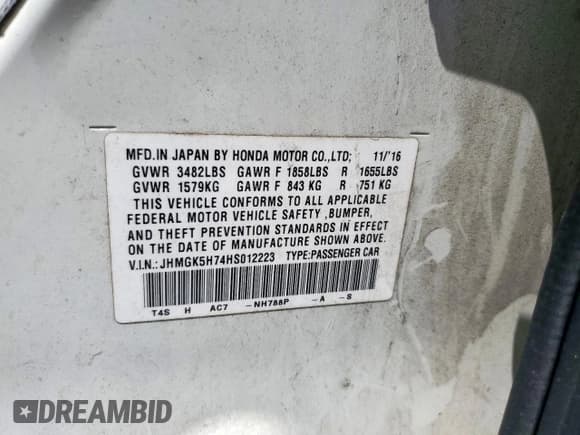 MFD.IN JAPAN BY HONDA MOTOR CO.,LTD; 11/'16
GVWR 3482LBS GAWR F 1858LBS R 1655LBS
GVWR 1579KG GAWR F 843 KG R 751 KG
THIS VEHICLE CONFORMS TO ALL APPLICABLE
FEDERAL MOTOR VEHICLE SAFETY ,BUMPER,
AND THEFT PREVENTION STANDARDS IN EFFECT
ON THE DATE OF MANUFACTURE SHOWN ABOVE.
V.I.N.: JHMGK5H74HS012223 TYPE:PASSENGER CAR
T4S H AC7 -NH788P -A -S
DREAMBID